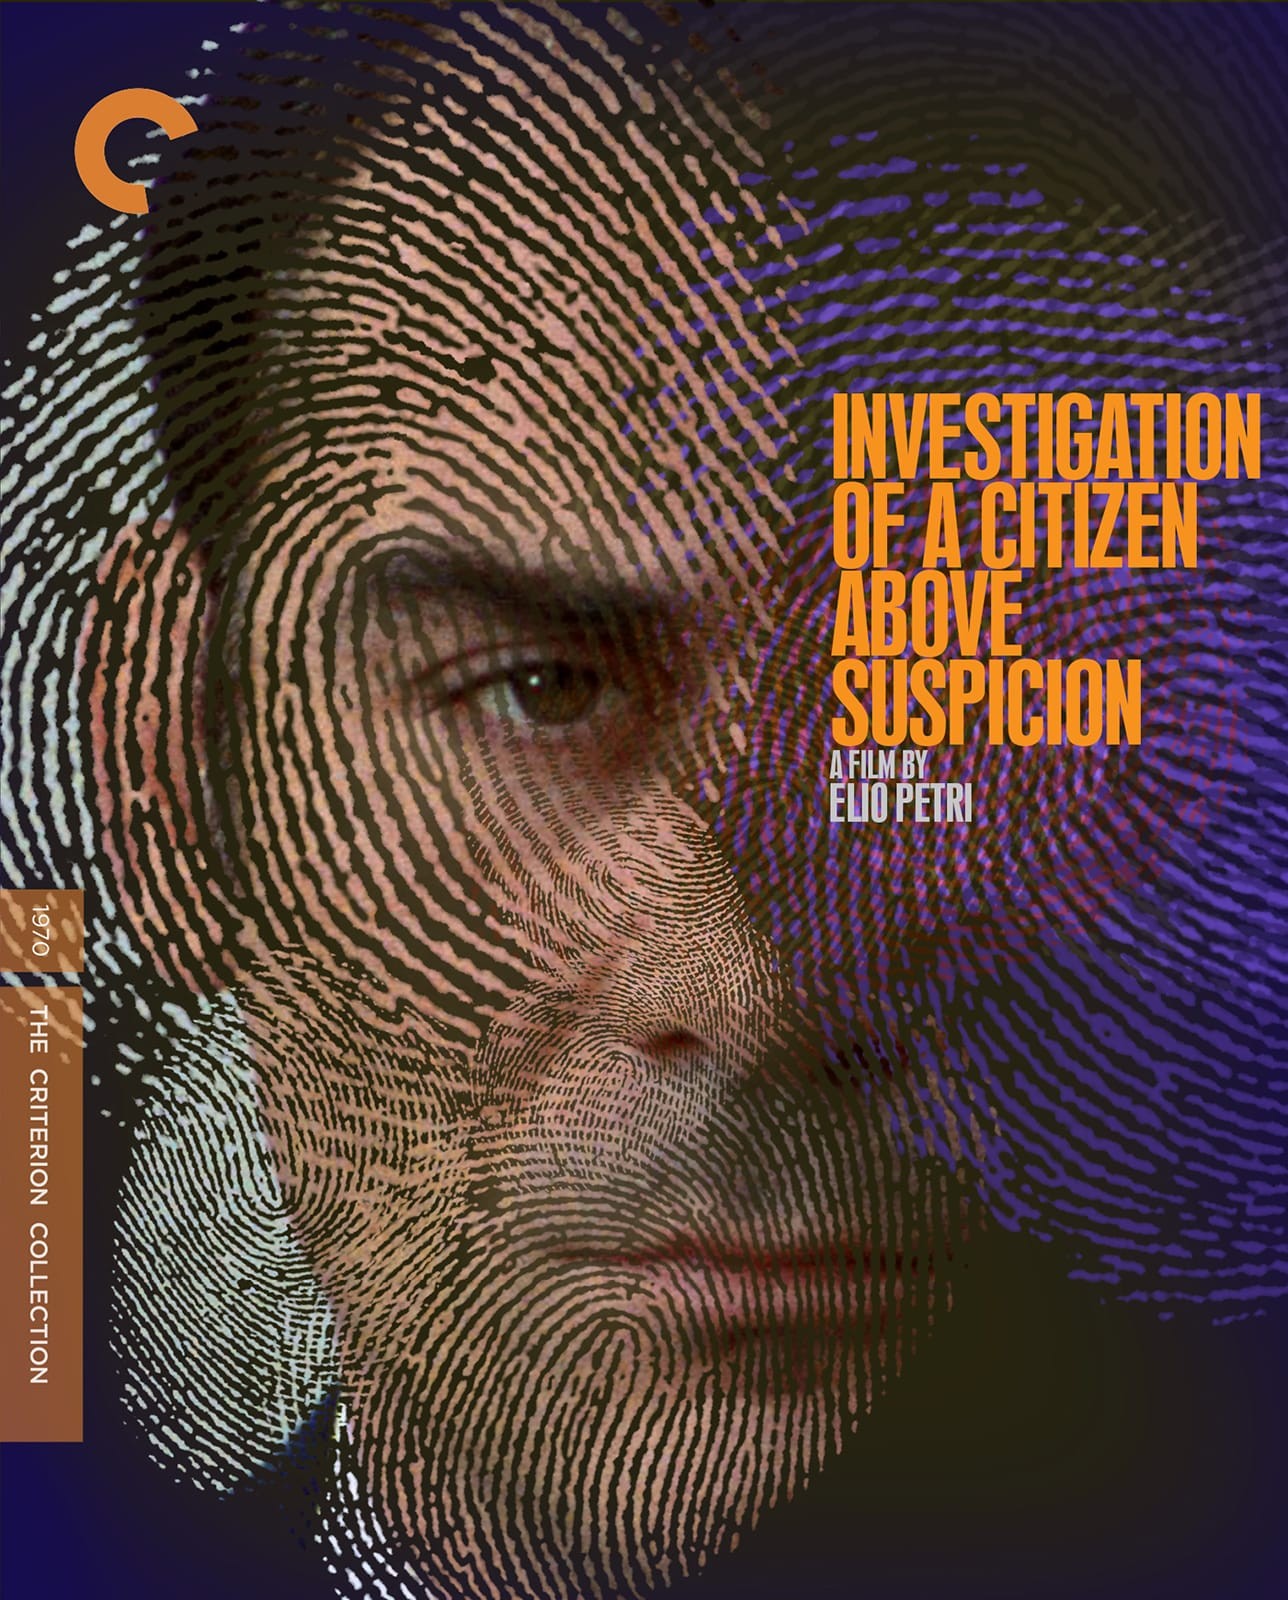 INVESTIGATION
OF A CITIZEN
ABOVE
SUSPICION
A FILM BY
ELIO PETRI
1970
THE CRITERION COLLECTION